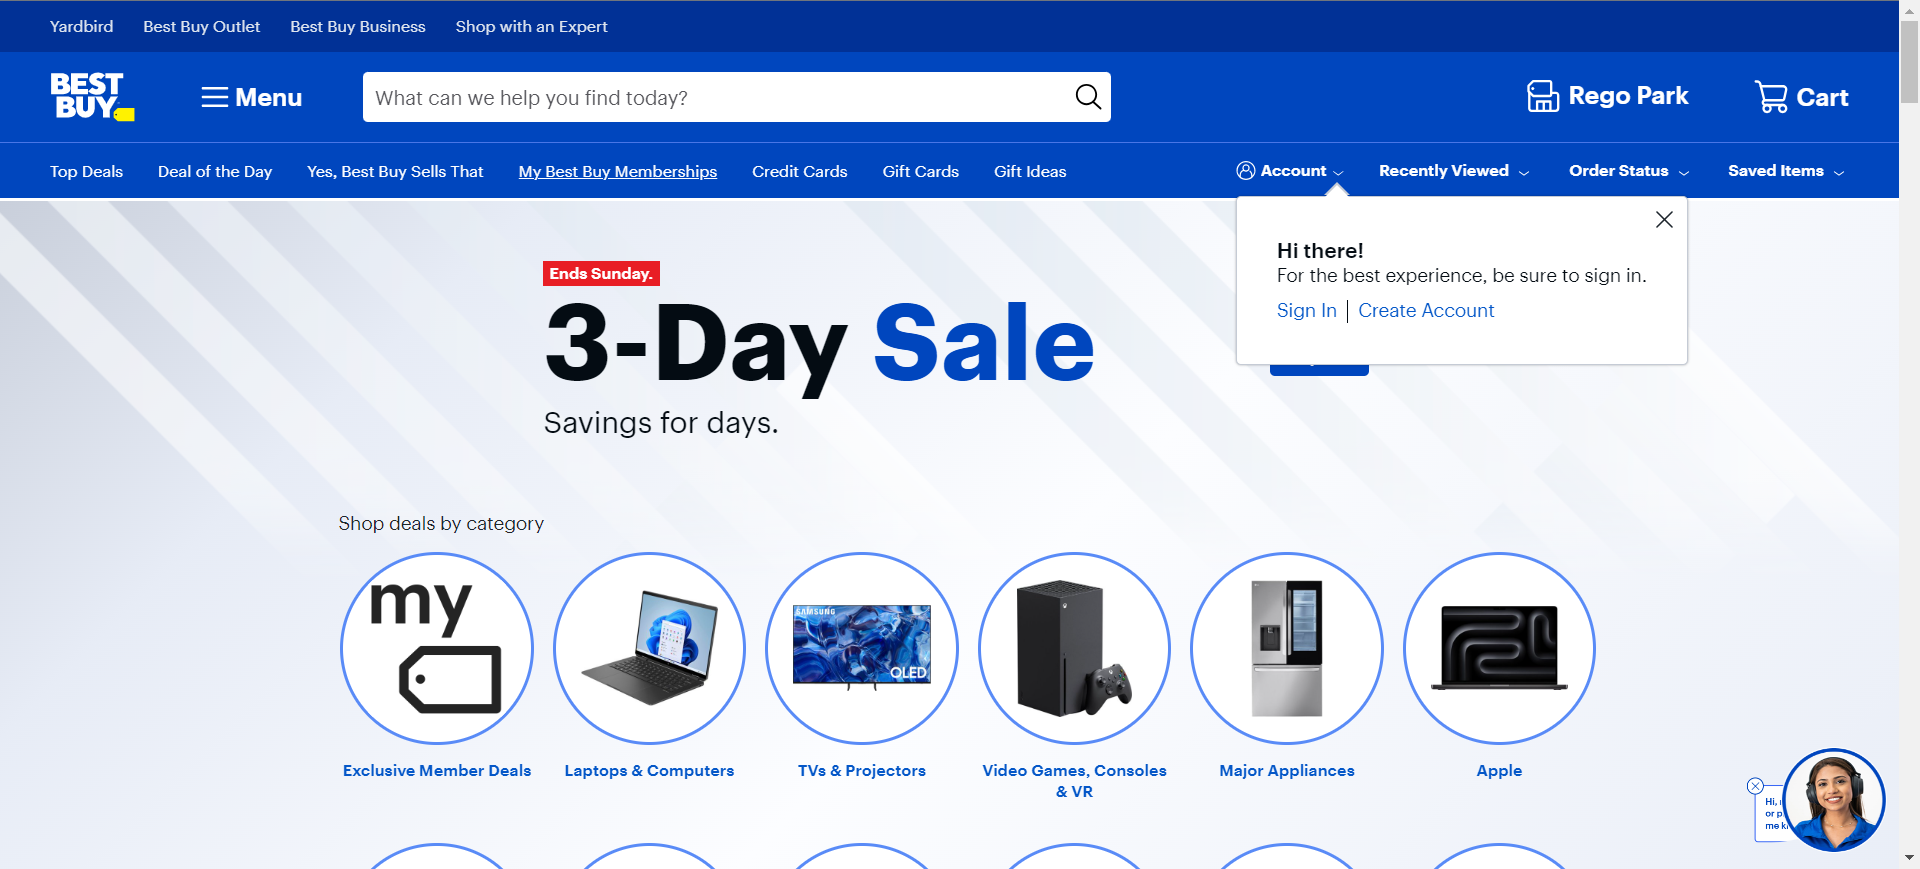 Yardbird
Best Buy Outlet
Best Buy Business
Shop with an Expert
BEST
BUY
Menu
What can we help you find today?
Rego Park
Cart
Top Deals
Deal of the Day
Yes, Best Buy Sells That
My Best Buy Memberships
Credit Cards
Gift Cards
Gift Ideas
Account
Recently Viewed
Order Status
Saved Items
Hi there!
For the best experience, be sure to sign in.
Sign In | Create Account
Ends Sunday.
3-Day Sale
Savings for days.
Shop deals by category
my
SAMSUNG
QLED
Exclusive Member Deals
Laptops & Computers
TVs & Projectors
Video Games, Consoles
& VR
Major Appliances
Apple
Hi,
or
me